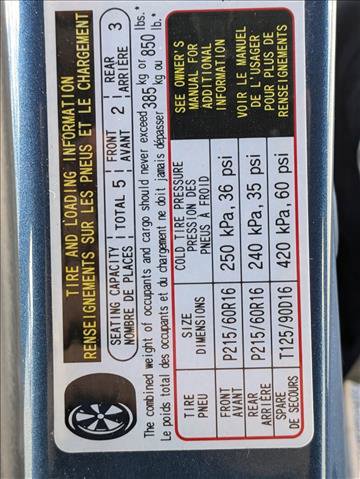 TIRE AND LOADING INFORMATION
RENSEIGNEMENTS SUR LES PNEUS ET LE CHARGEMENT
SEATING CAPACITY TOTAL 5 FRONT 2 REAR 3
NOMBRE DE PLACES AVANT ARRIÈRE
The combined weight of occupants and cargo should never exceed 385 kg or 850 lbs.*
Le poids total des occupants et du chargement ne doit jamais dépasser kg ou lb.*
TIRE SIZE COLD TIRE PRESSURE
PNEU DIMENSIONS PRESSION DES
PNEUS À FROID
FRONT P215/60R16 250 kPa, 36 psi
AVANT
REAR P215/60R16 240 kPa, 35 psi
ARRIÈRE
SPARE T125/90D16 420 kPa, 60 psi
DE SECOURS
SEE OWNER'S
MANUAL FOR
ADDITIONAL
INFORMATION
VOIR LE MANUEL
DE L'USAGER
POUR PLUS DE
RENSEIGNEMENTS